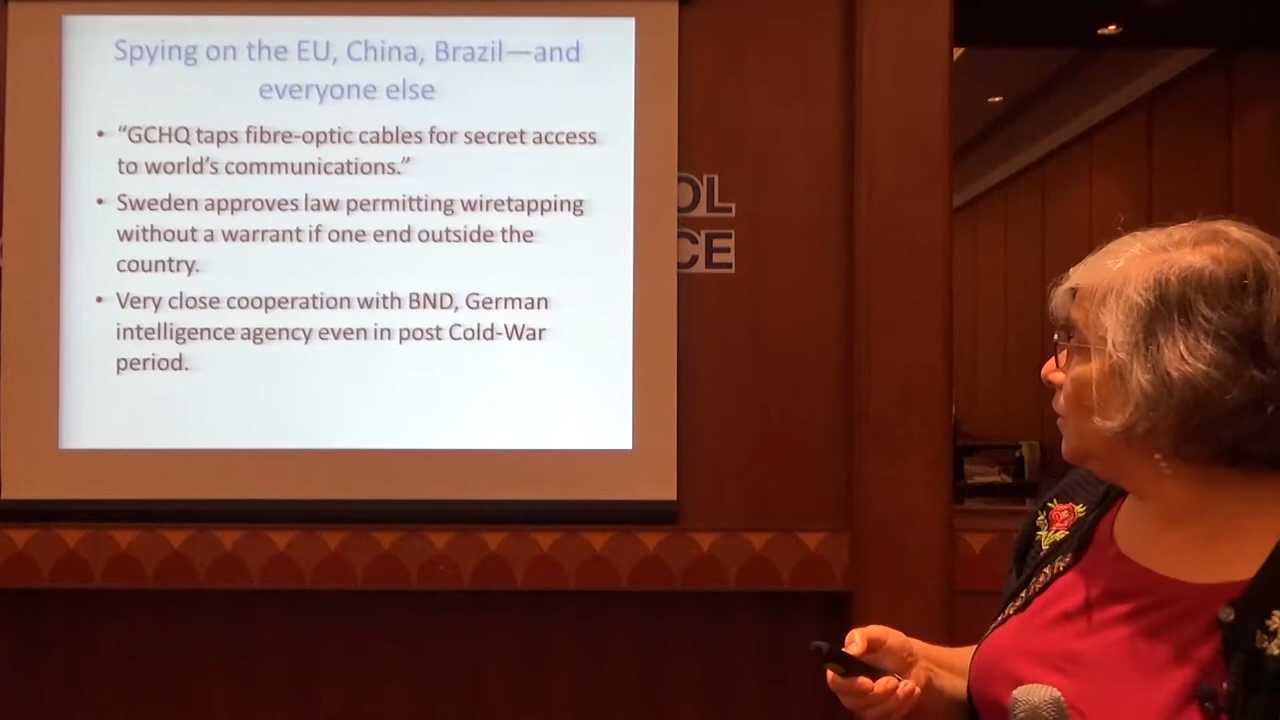 Spying on the EU, China, Brazil—and
everyone else
• “GCHQ taps fibre-optic cables for secret access
to world’s communications.”
• Sweden approves law permitting wiretapping
without a warrant if one end outside the
country.
• Very close cooperation with BND, German
intelligence agency even in post Cold-War
period.
OL
CE